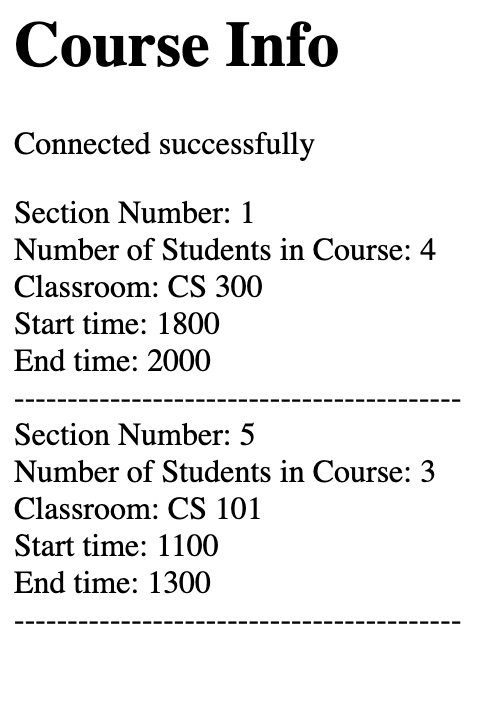 Course Info
Connected successfully
Section Number: 1
Number of Students in Course: 4
Classroom: CS 300
Start time: 1800
End time: 2000
------------------------------------------
Section Number: 5
Number of Students in Course: 3
Classroom: CS 101
Start time: 1100
End time: 1300
------------------------------------------